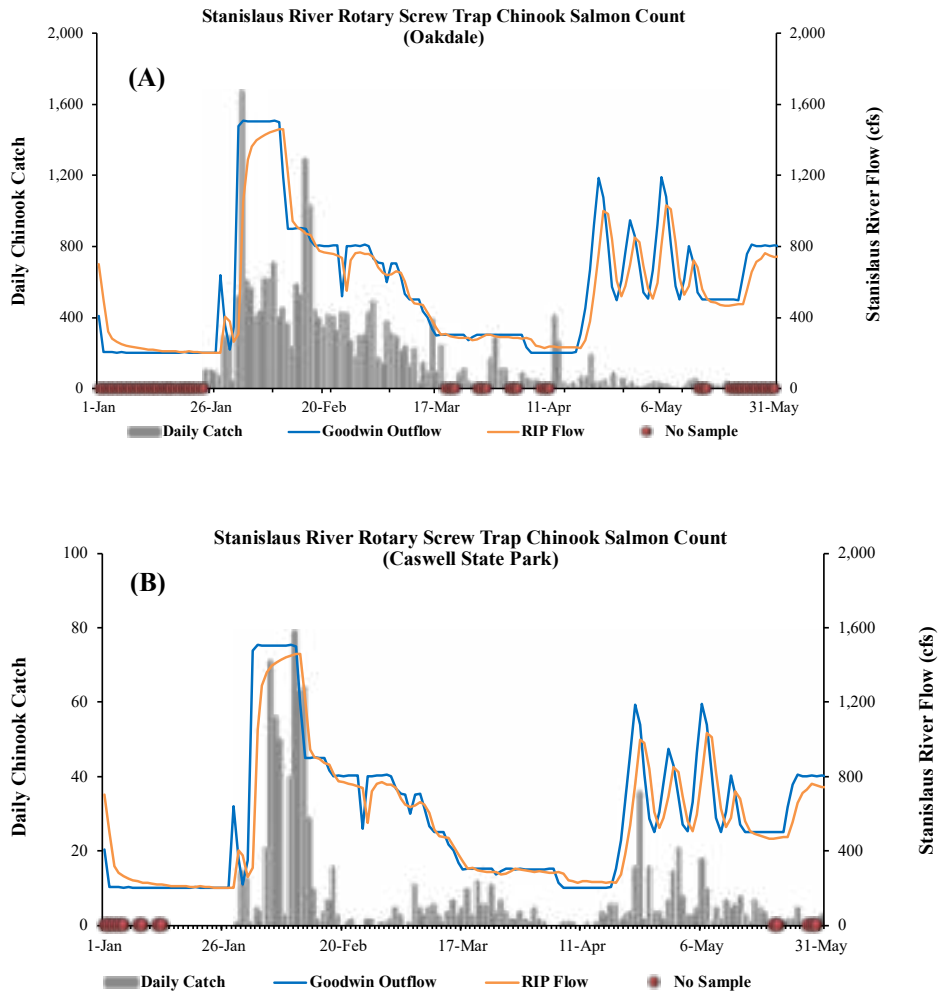 Stanislaus River Rotary Screw Trap Chinook Salmon Count
(Oakdale)
(A)
Daily Chinook Catch
2,000
1,600
1,200
800
400
0
2,000
1,600
1,200
800
400
0
Stanislaus River Flow (cfs)
1-Jan 26-Jan 20-Feb 17-Mar 11-Apr 6-May 31-May
Daily Catch Goodwin Outflow RIP Flow No Sample
Stanislaus River Rotary Screw Trap Chinook Salmon Count
(Caswell State Park)
(B)
Daily Chinook Catch
100
80
60
40
20
0
2,000
1,600
1,200
800
400
0
Stanislaus River Flow (cfs)
1-Jan 26-Jan 20-Feb 17-Mar 11-Apr 6-May 31-May
Daily Catch Goodwin Outflow RIP Flow No Sample